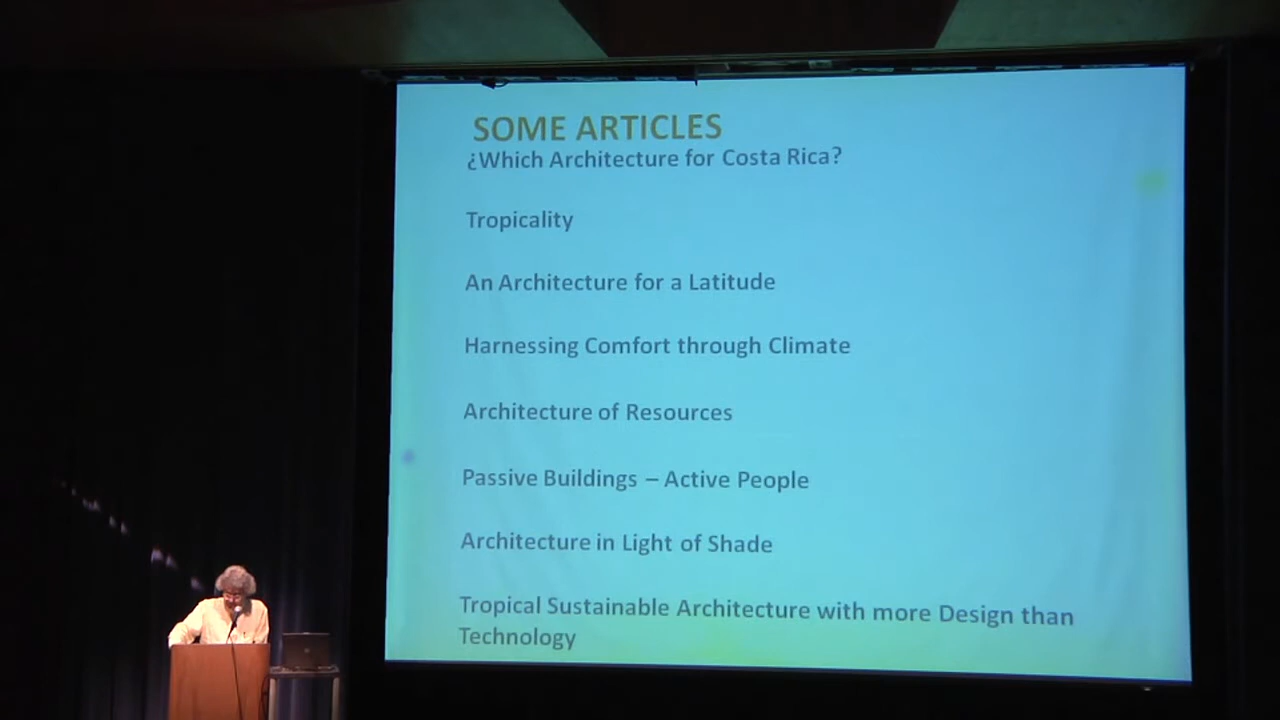 SOME ARTICLES
¿Which Architecture for Costa Rica?
Tropicality
An Architecture for a Latitude
Harnessing Comfort through Climate
Architecture of Resources
Passive Buildings – Active People
Architecture in Light of Shade
Tropical Sustainable Architecture with more Design than
Technology